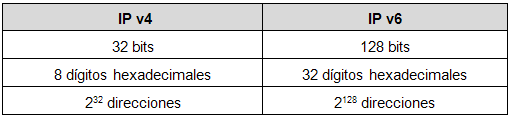 IP v4 IP v6
32 bits 128 bits
8 dígitos hexadecimales 32 dígitos hexadecimales
2³² direcciones 2¹²⁸ direcciones